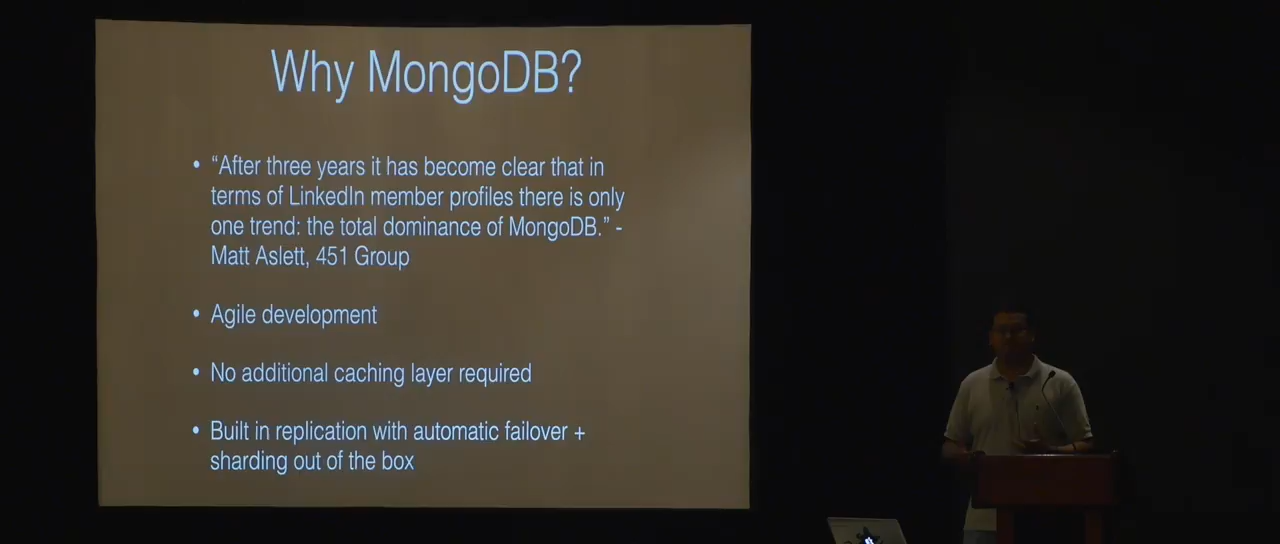 Why MongoDB?
• “After three years it has become clear that in
terms of LinkedIn member profiles there is only
one trend: the total dominance of MongoDB.” -
Matt Aslett, 451 Group
• Agile development
• No additional caching layer required
• Built in replication with automatic failover +
sharding out of the box